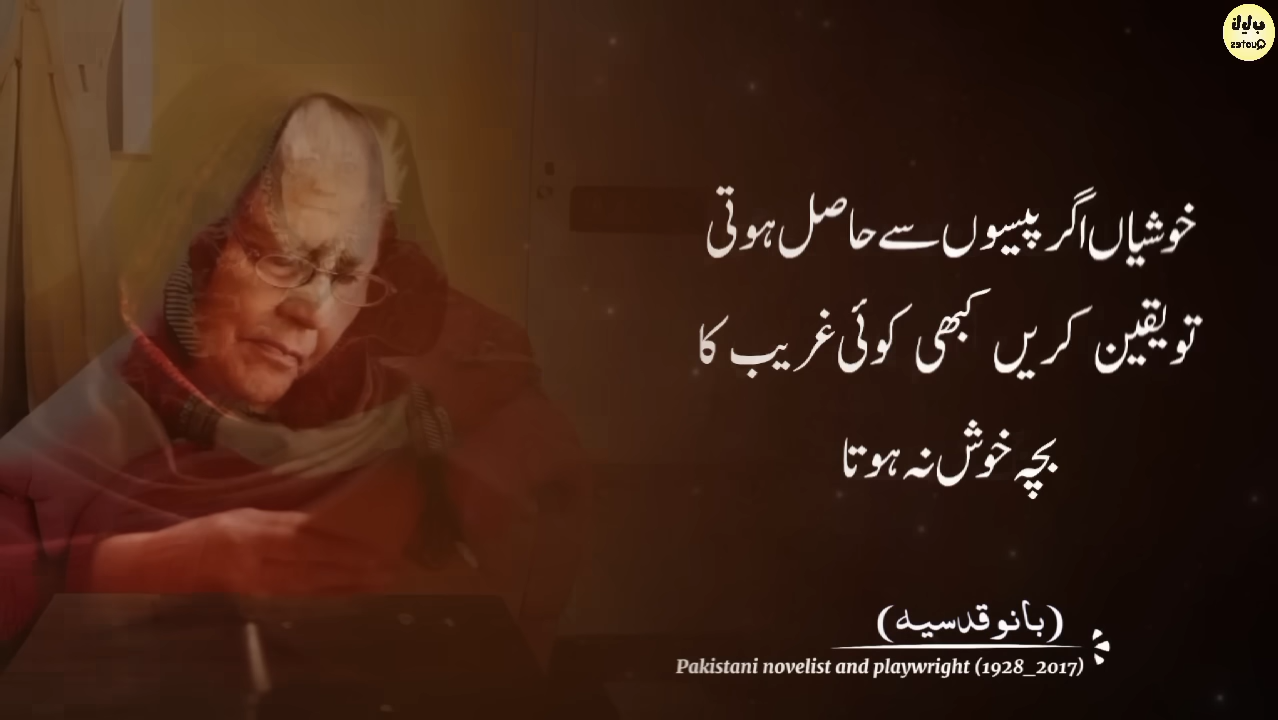 خوشیاں اگر پیسوں سے حاصل ہوتی
تو یقین کریں کبھی کوئی غریب کا
بچہ خوش نہ ہوتا
(بانو قدسیہ)
Pakistani novelist and playwright (1928_2017)